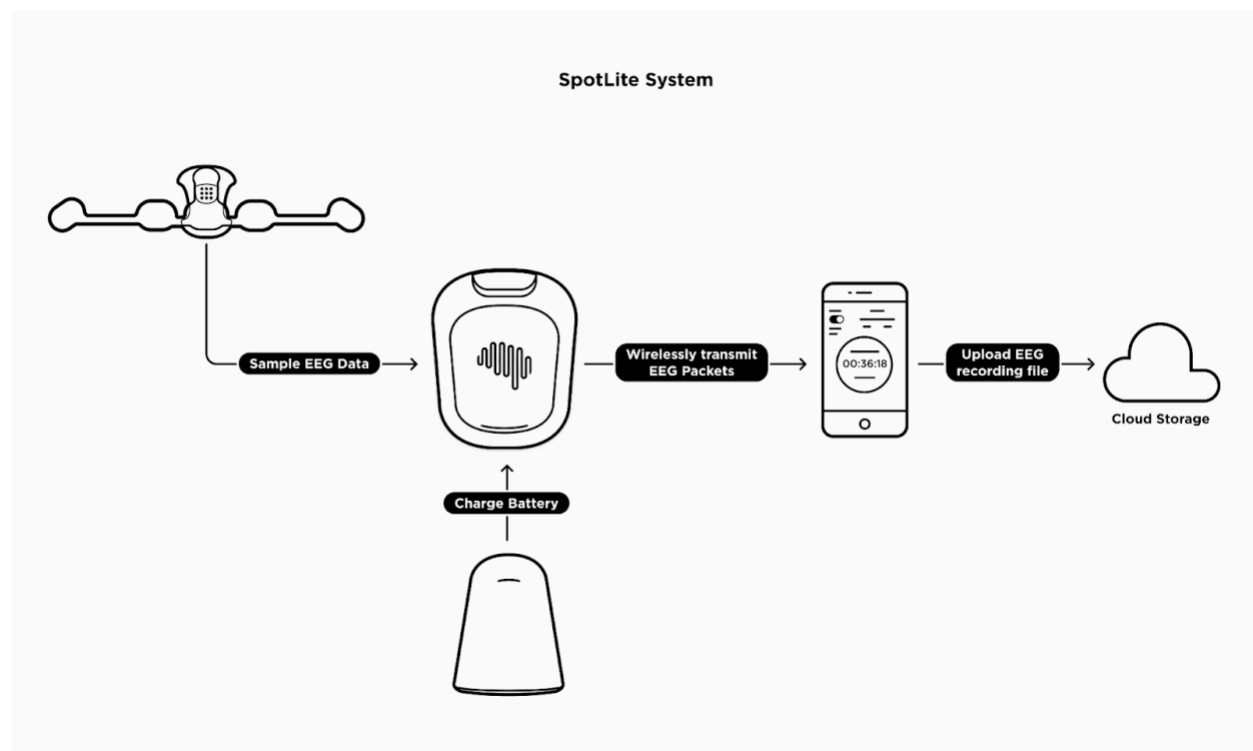 SpotLite System
Sample EEG Data
Wirelessly transmit
EEG Packets
00:36:18
Upload EEG
recording file
Cloud Storage
Charge Battery